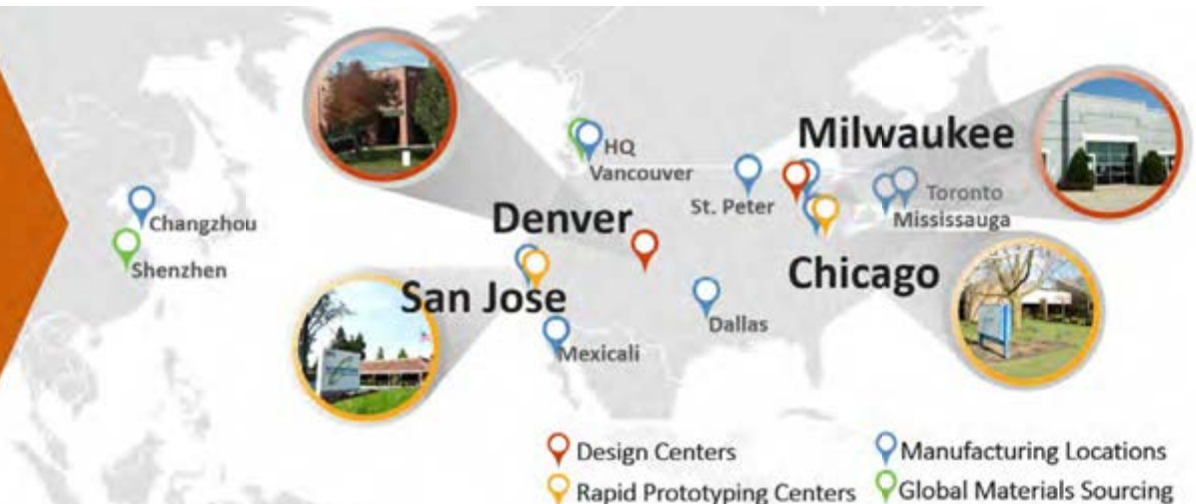 Milwaukee
HQ
Vancouver
St. Peter
Toronto
Mississauga
Changzhou
Denver
Shenzhen
San Jose
Chicago
Dallas
Mexicali
Design Centers
Manufacturing Locations
Rapid Prototyping Centers
Global Materials Sourcing